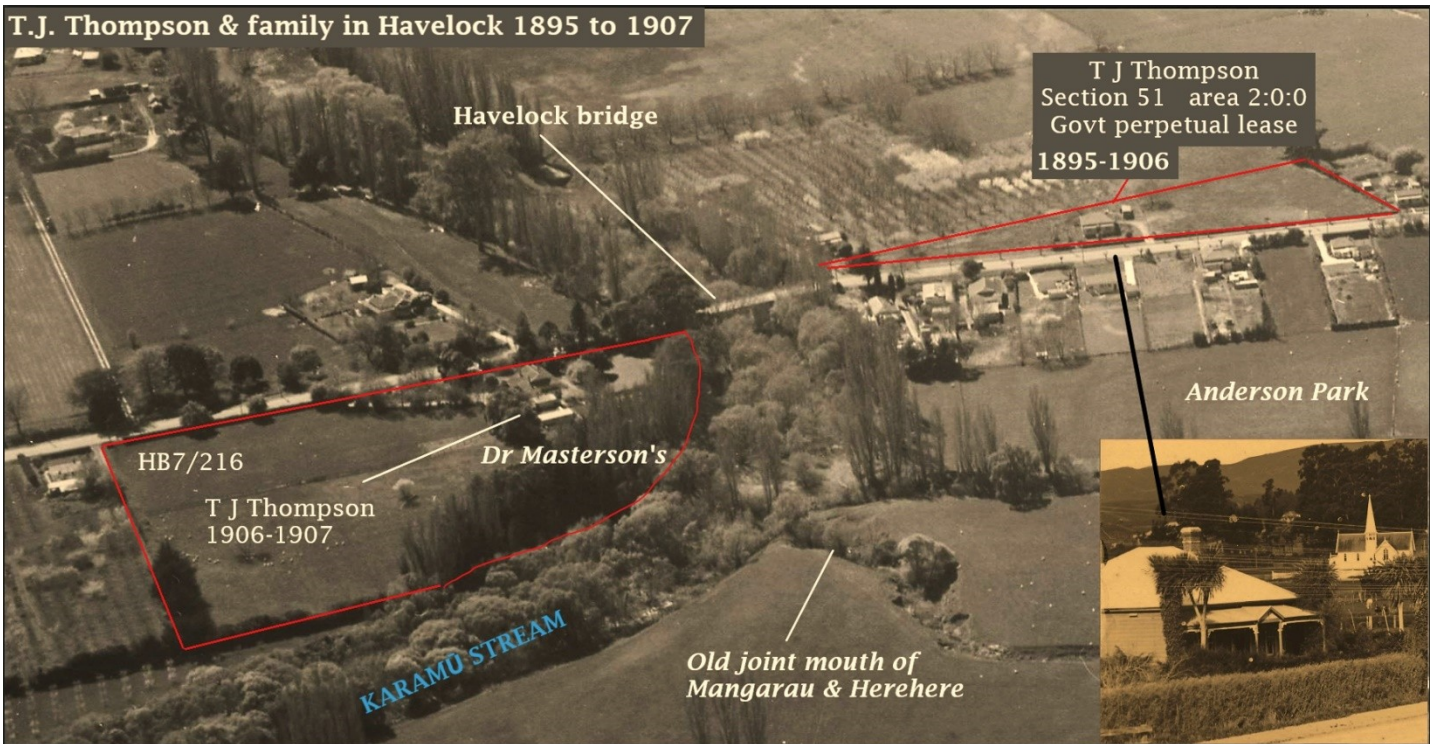 T.J. Thompson & family in Havelock 1895 to 1907
Havelock bridge
T J Thompson
Section 51 area 2:0:0
Govt perpetual lease
1895-1906
Anderson Park
HB7/216
Dr Masterson's
T J Thompson
1906-1907
KARAMŪ STREAM
Old joint mouth of
Mangarau & Herehere